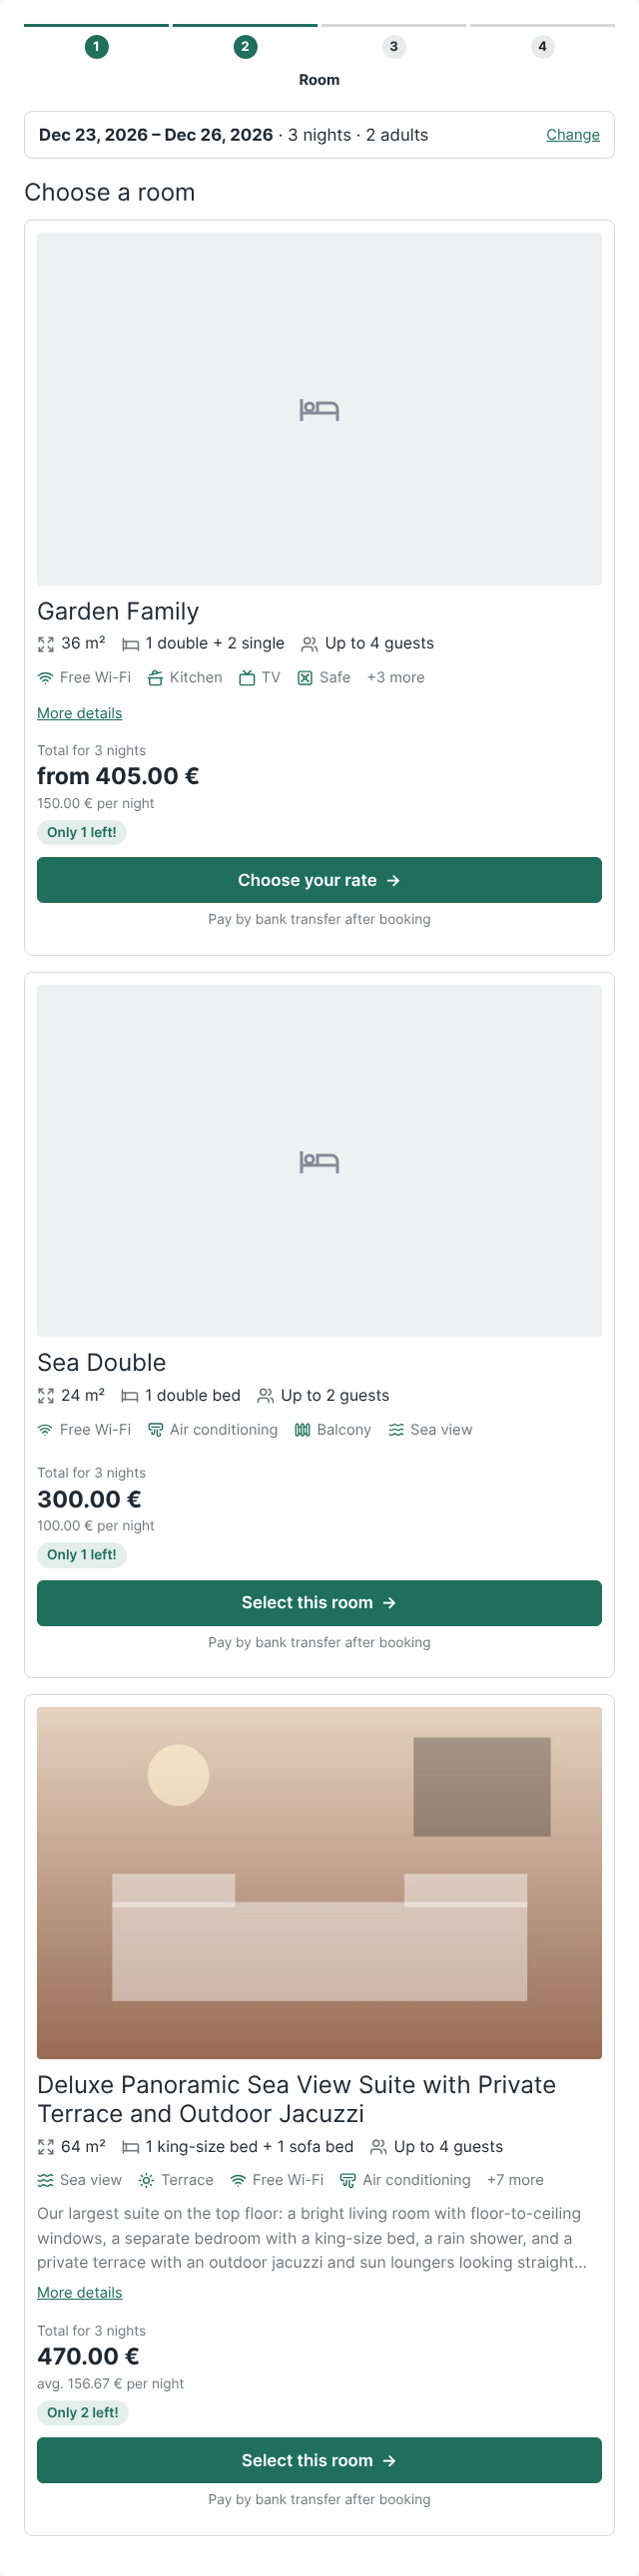 1
2
3
4
Room
Dec 23, 2026 – Dec 26, 2026 · 3 nights · 2 adults Change
Choose a room
Garden Family
36 m² 1 double + 2 single Up to 4 guests
Free Wi-Fi Kitchen TV Safe +3 more
More details
Total for 3 nights
from 405.00 €
150.00 € per night
Only 1 left!
Choose your rate →
Pay by bank transfer after booking
Sea Double
24 m² 1 double bed Up to 2 guests
Free Wi-Fi Air conditioning Balcony Sea view
Total for 3 nights
300.00 €
100.00 € per night
Only 1 left!
Select this room →
Pay by bank transfer after booking
Deluxe Panoramic Sea View Suite with Private
Terrace and Outdoor Jacuzzi
64 m² 1 king-size bed + 1 sofa bed Up to 4 guests
Sea view Terrace Free Wi-Fi Air conditioning +7 more
Our largest suite on the top floor: a bright living room with floor-to-ceiling
windows, a separate bedroom with a king-size bed, a rain shower, and a
private terrace with an outdoor jacuzzi and sun loungers looking straight...
More details
Total for 3 nights
470.00 €
avg. 156.67 € per night
Only 2 left!
Select this room →
Pay by bank transfer after booking